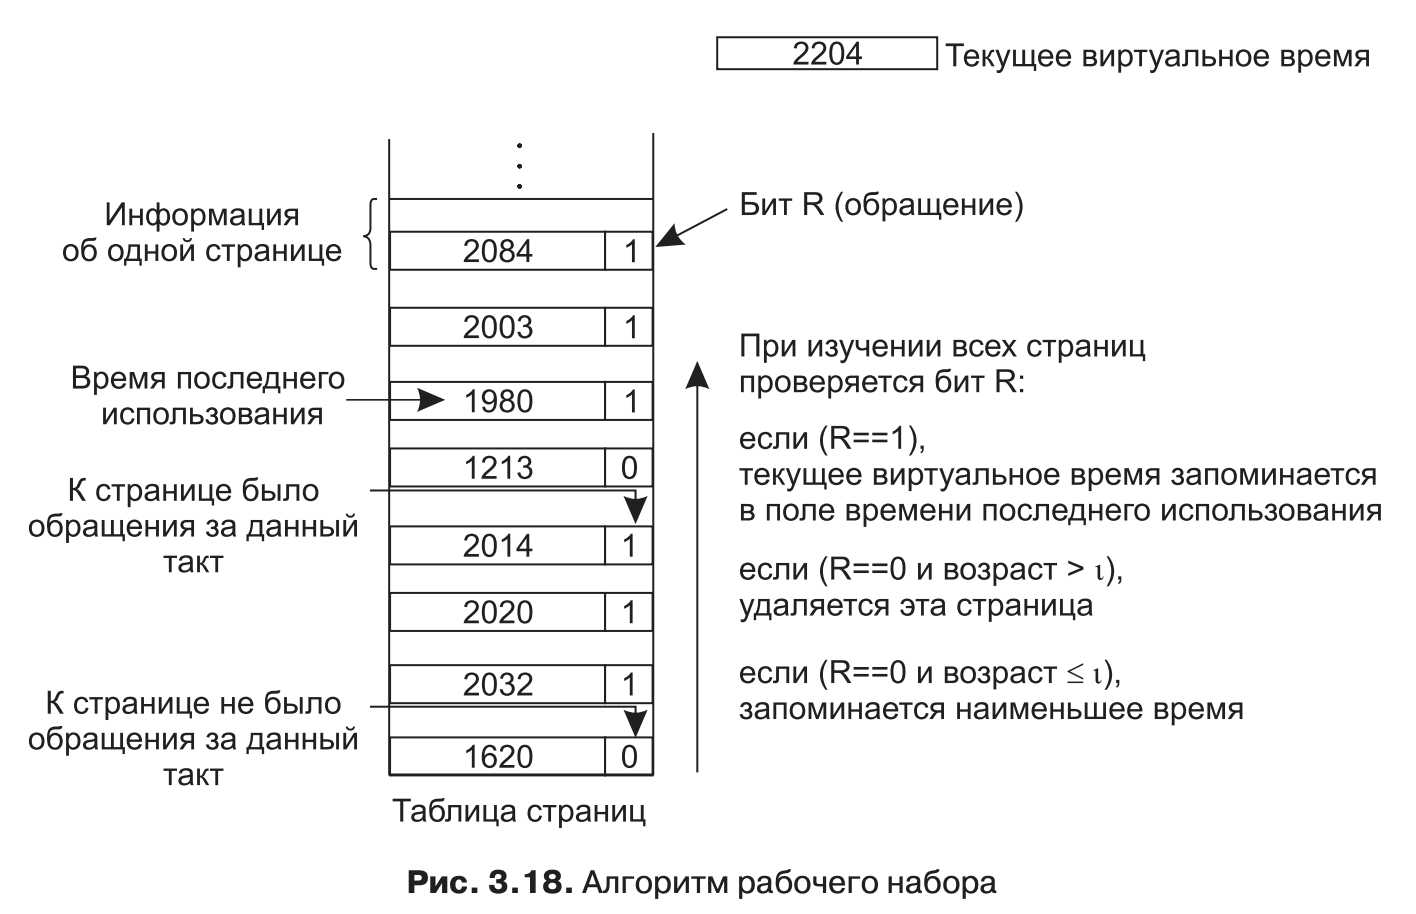 2204 Текущее виртуальное время
Информация
об одной странице
Бит R (обращение)
2084 1
2003 1
Время последнего
использования
1980 1
1213 0
К странице было
обращения за данный
такт
2014 1
2020 1
2032 1
К странице не было
обращения за данный
такт
1620 0
Таблица страниц
При изучении всех страниц
проверяется бит R:
если (R==1),
текущее виртуальное время запоминается
в поле времени последнего использования
если (R==0 и возраст > ι),
удаляется эта страница
если (R==0 и возраст ≤ ι),
запоминается наименьшее время
Рис. 3.18. Алгоритм рабочего набора